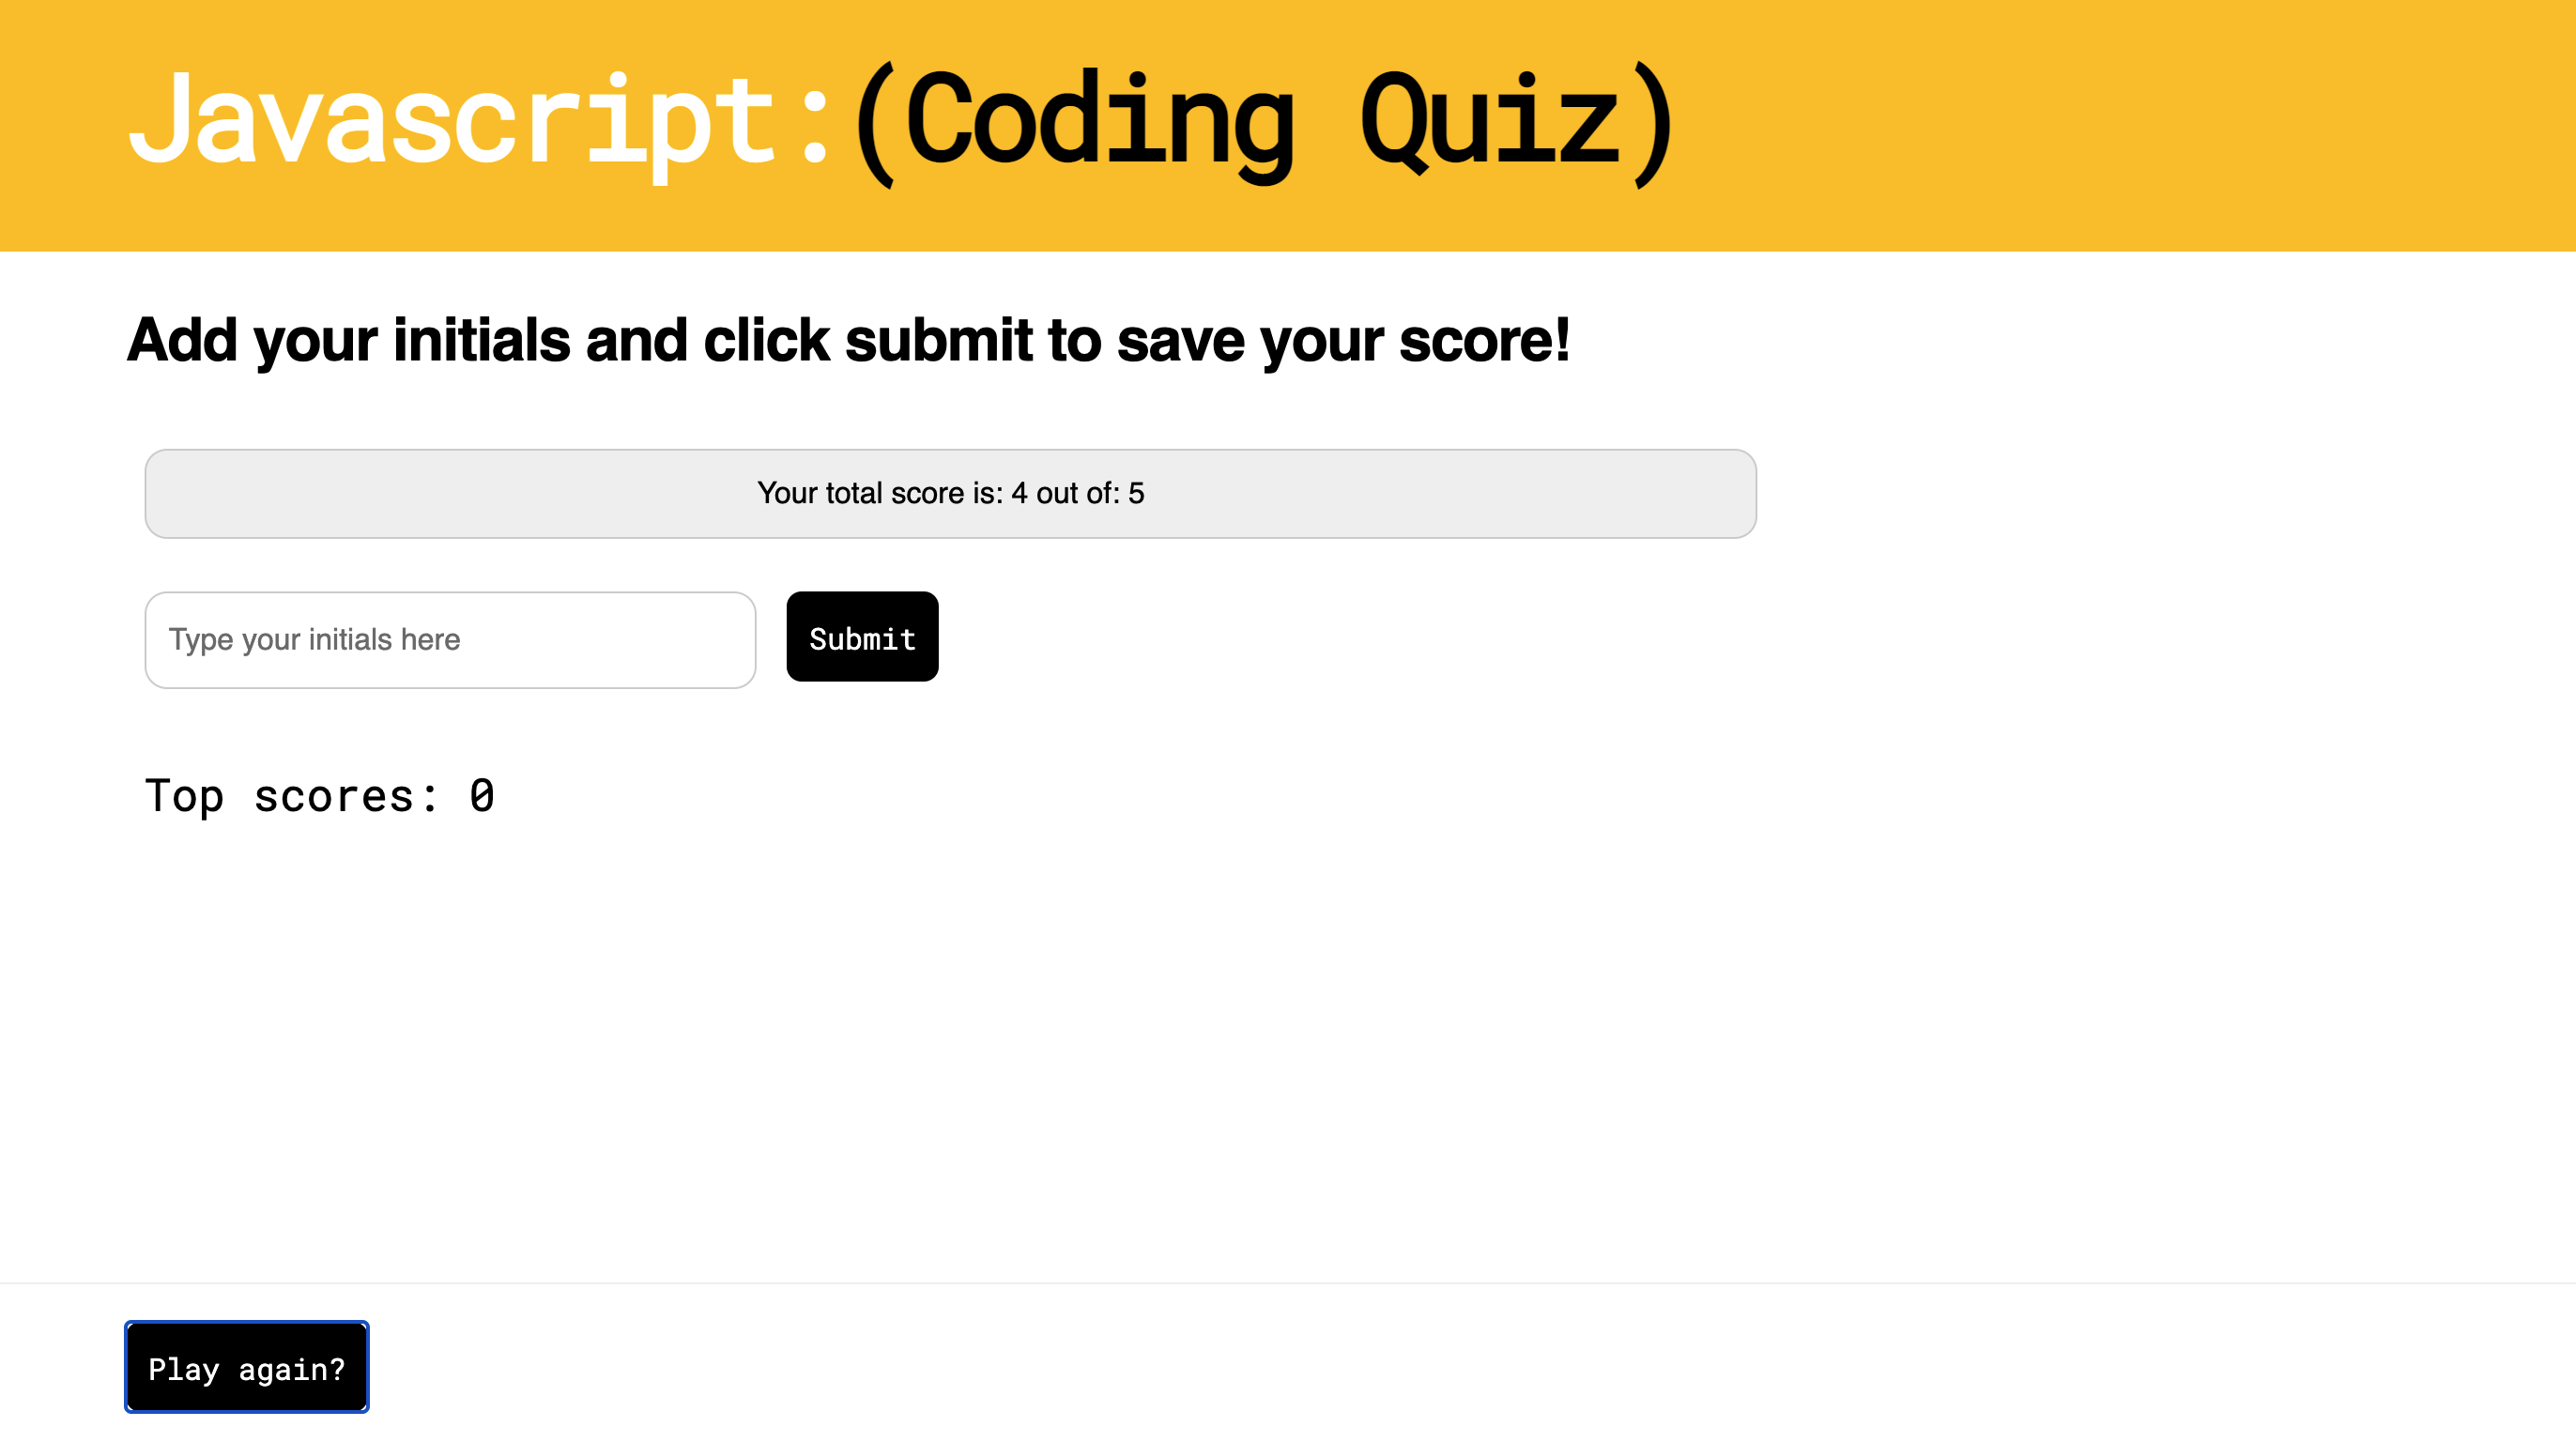 Javascript:(Coding Quiz)
Add your initials and click submit to save your score!
Your total score is: 4 out of: 5
Type your initials here
Submit
Top scores: 0
Play again?